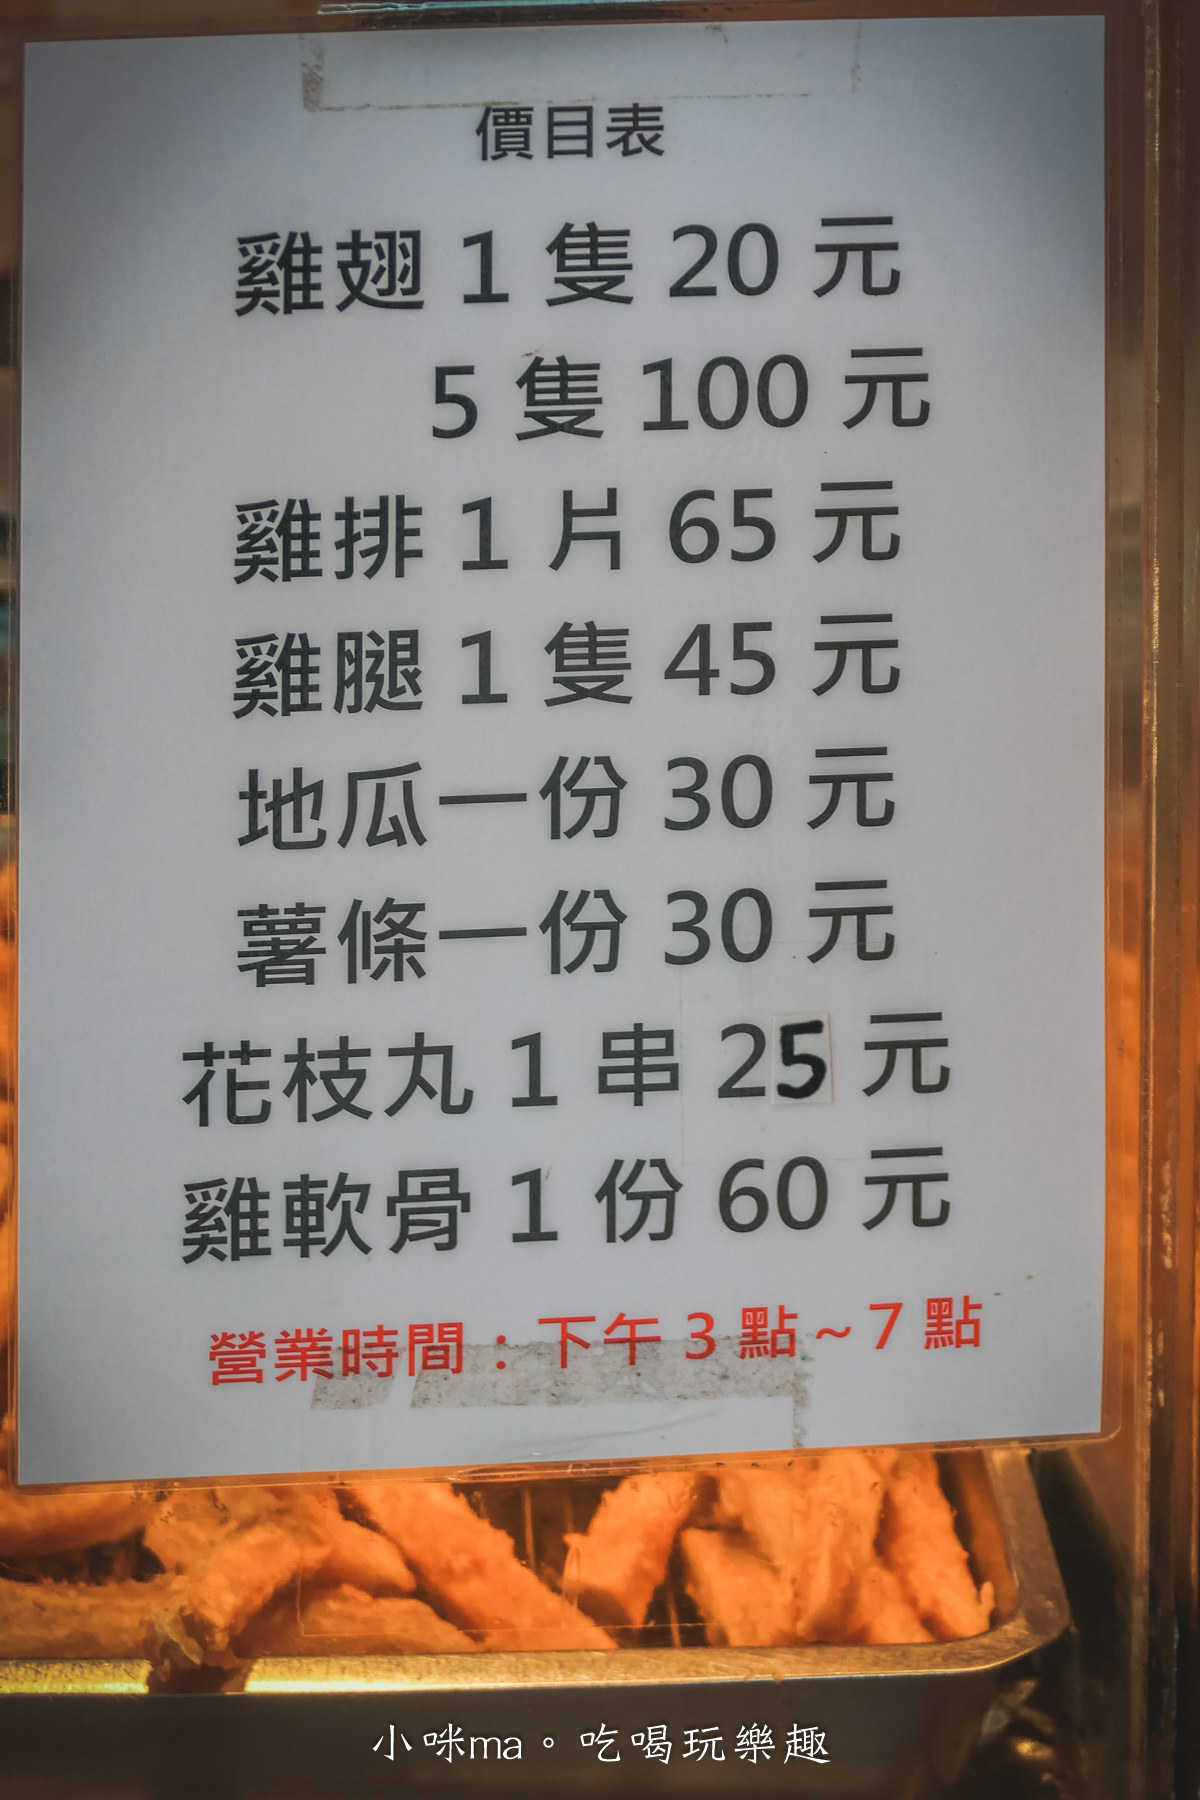 價目表
雞翅 1 隻 20 元
5 隻 100 元
雞排 1 片 65 元
雞腿 1 隻 45 元
地瓜一份 30 元
薯條一份 30 元
花枝丸 1 串 25 元
雞軟骨 1 份 60 元
營業時間：下午 3 點 ~ 7 點
小咪ma。吃喝玩樂趣